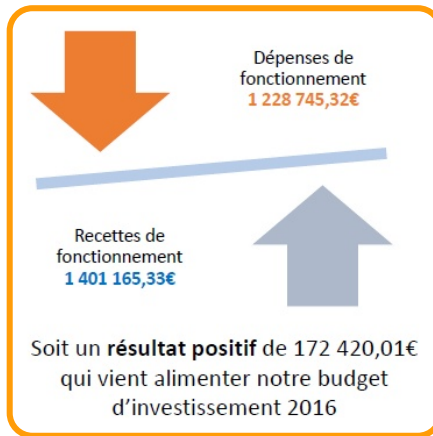 Dépenses de
fonctionnement
1 228 745,32€
Recettes de
fonctionnement
1 401 165,33€
Soit un résultat positif de 172 420,01€
qui vient alimenter notre budget
d’investissement 2016